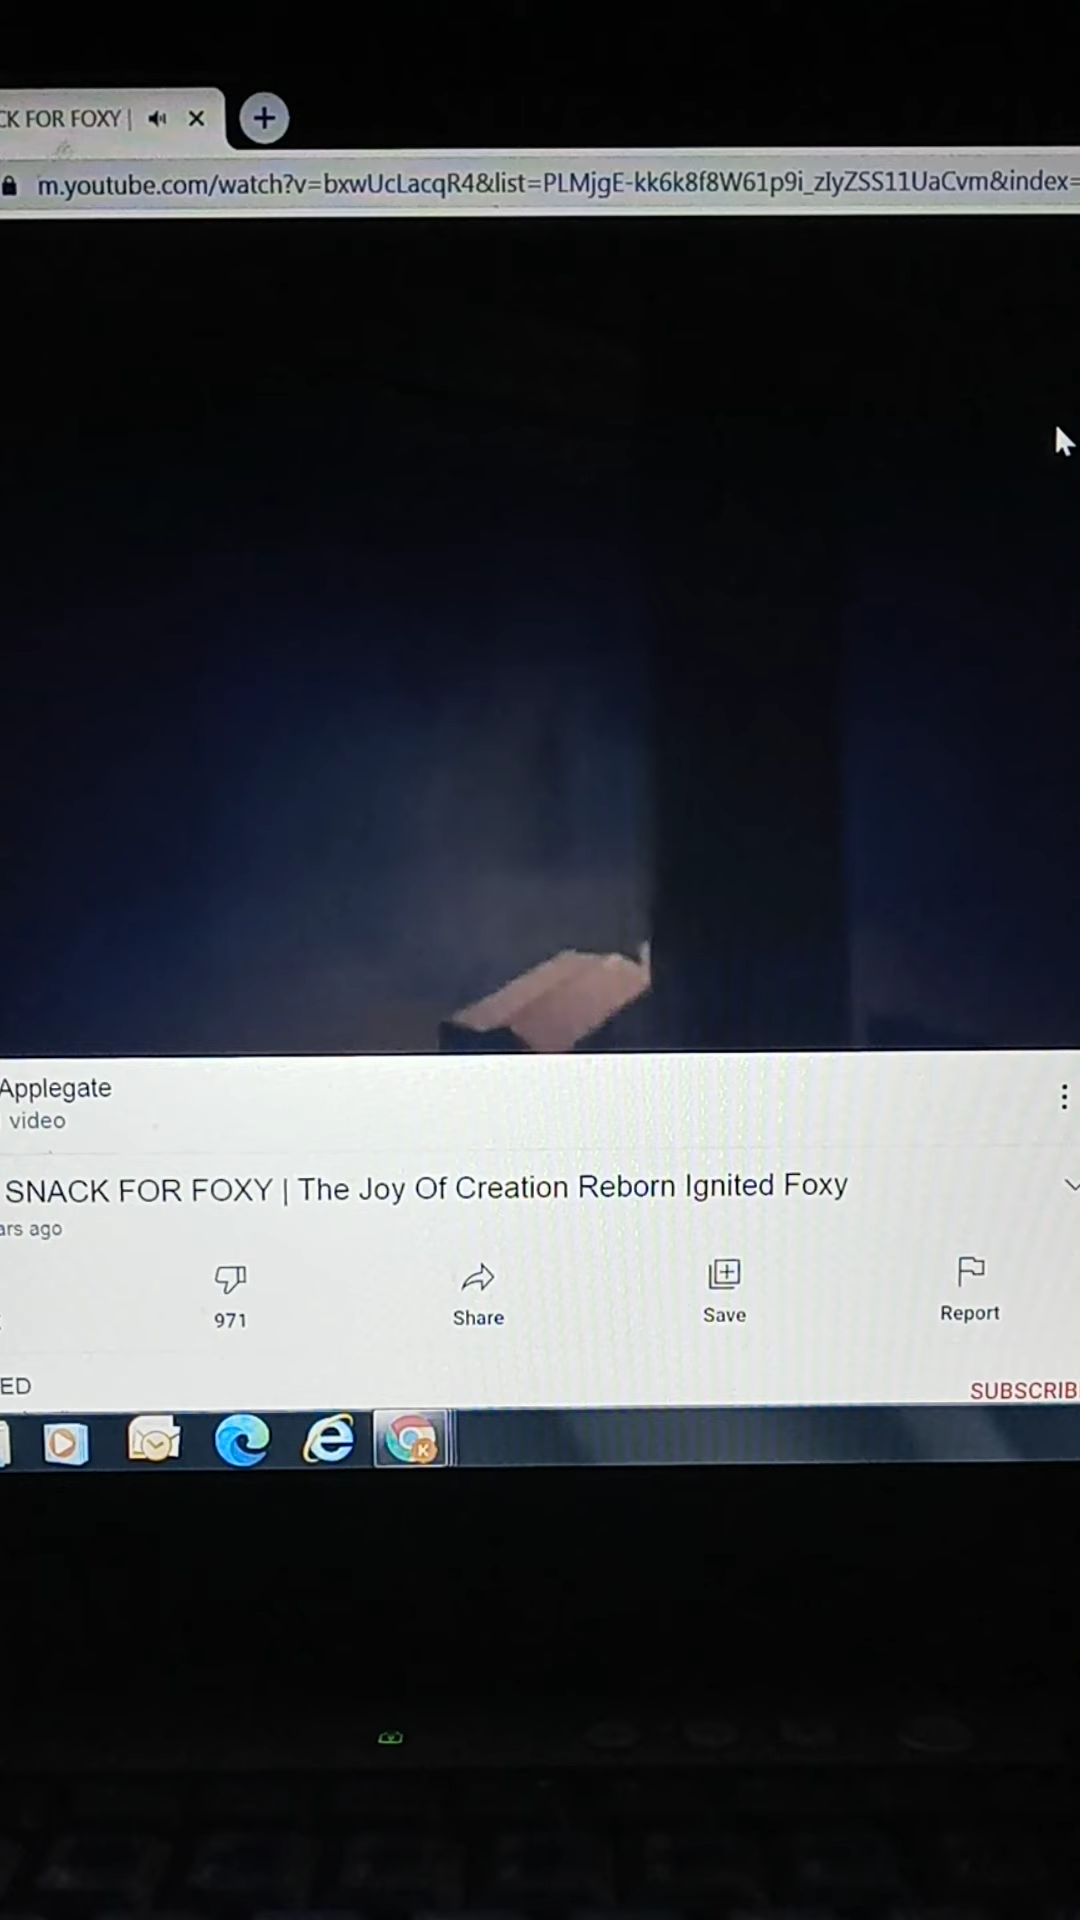 CK FOR FOXY |
m.youtube.com/watch?v=bxwUcLacqR4&list=PLMjgE-kk6k8f8W61p9i_zIyZSS11UaCvm&index=
Applegate
video
SNACK FOR FOXY | The Joy Of Creation Reborn Ignited Foxy
ars ago
971
Share
Save
Report
ED
SUBSCRIB
K